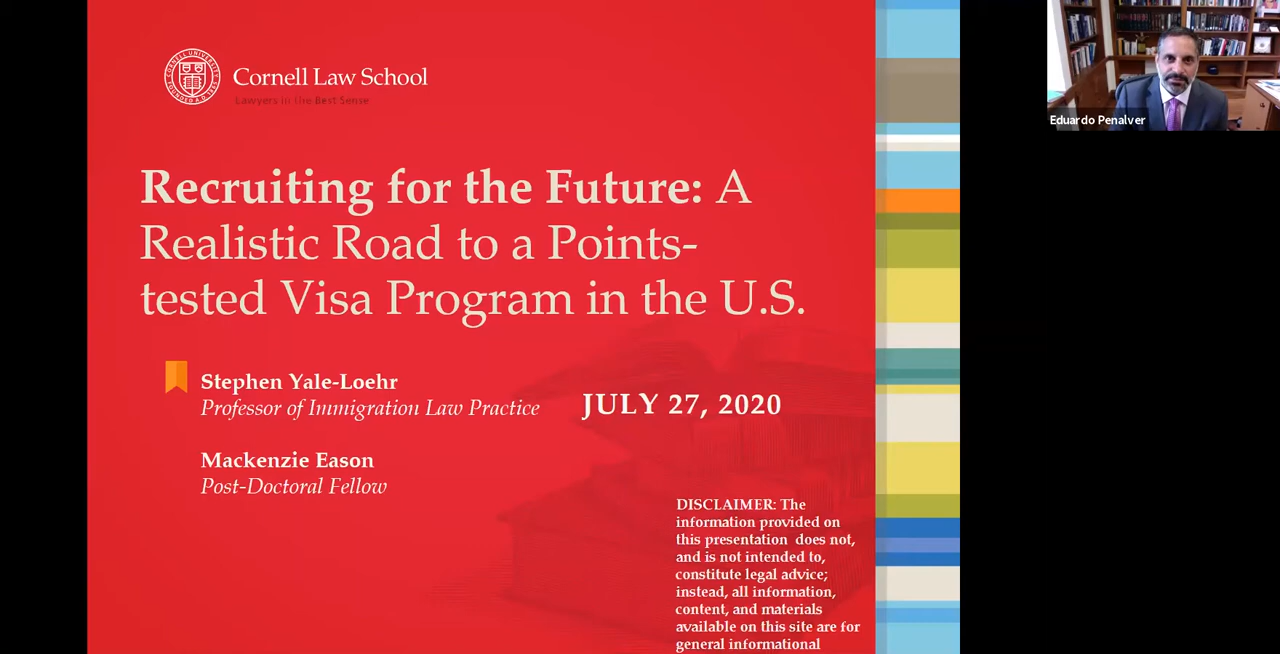 Cornell Law School
Lawyers in the Best Sense
Recruiting for the Future: A
Realistic Road to a Points-
tested Visa Program in the U.S.
Stephen Yale-Loehr
Professor of Immigration Law Practice
JULY 27, 2020
Mackenzie Eason
Post-Doctoral Fellow
DISCLAIMER: The
information provided on
this presentation does not,
and is not intended to,
constitute legal advice;
instead, all information,
content, and materials
available on this site are for
general informational
Eduardo Penalver